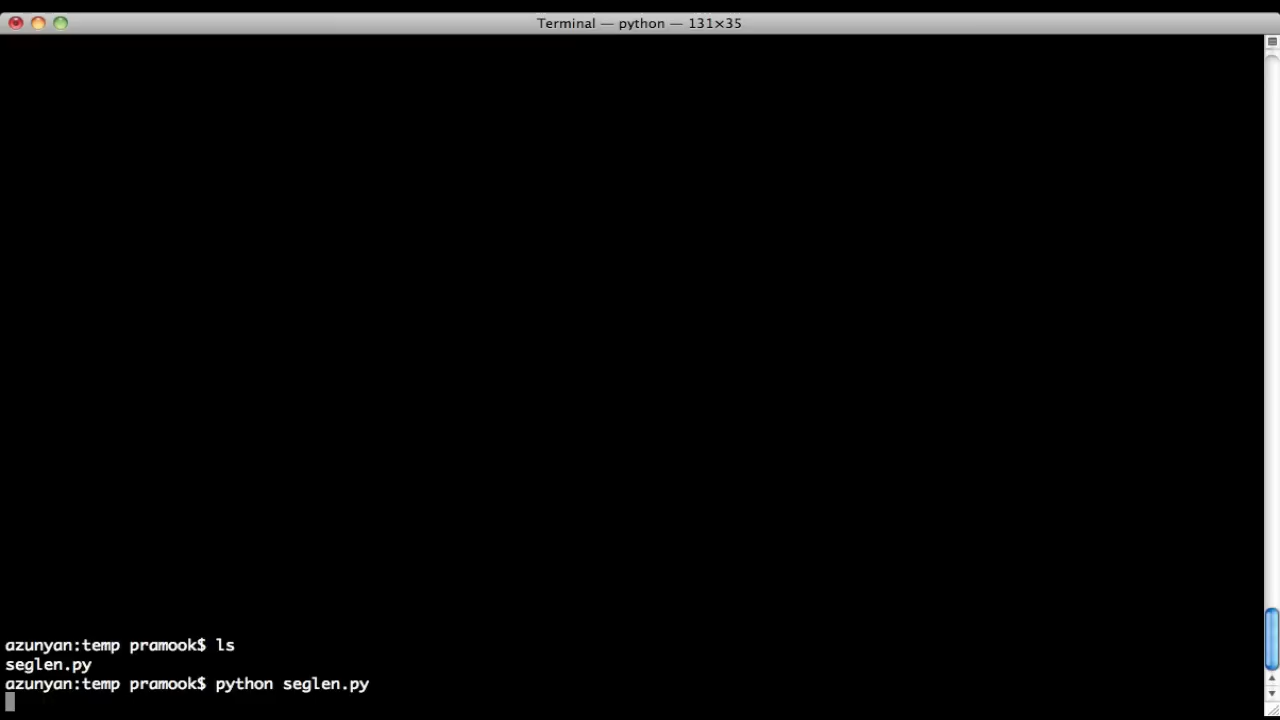 Terminal — python — 131×35
azunyan:temp pramook$ ls
seglen.py
azunyan:temp pramook$ python seglen.py